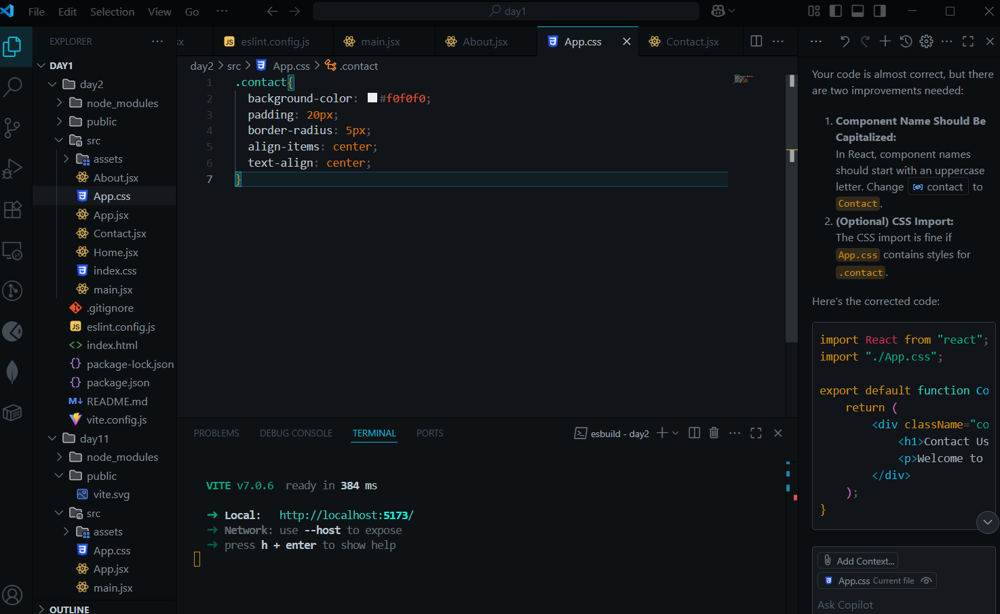 File Edit Selection View Go ··· day1
EXPLORER ···
DAY1
day2
node_modules
public
src
assets
About.jsx
App.css
App.jsx
Contact.jsx
Home.jsx
index.css
main.jsx
.gitignore
JS eslint.config.js
<> index.html
{} package-lock.json
{} package.json
M↓ README.md
vite.config.js
day11
node_modules
public
vite.svg
src
assets
App.css
App.jsx
main.jsx
OUTLINE
sx JS eslint.config.js main.jsx About.jsx App.css Contact.jsx ···
day2 > src > App.css > .contact
1 .contact{
2 background-color: #f0f0f0;
3 padding: 20px;
4 border-radius: 5px;
5 align-items: center;
6 text-align: center;
7 }
PROBLEMS DEBUG CONSOLE TERMINAL PORTS esbuild - day2 ···
VITE v7.0.6 ready in 384 ms
➜ Local: http://localhost:5173/
➜ Network: use --host to expose
➜ press h + enter to show help
Your code is almost correct, but there
are two improvements needed:
1. Component Name Should Be
Capitalized:
In React, component names
should start with an uppercase
letter. Change contact to
Contact.
2. (Optional) CSS Import:
The CSS import is fine if
App.css contains styles for
.contact.
Here's the corrected code:
import React from "react";
import "./App.css";
export default function Co
return (
<div className="co
<h1>Contact Us
<p>Welcome to
</div>
);
}
Add Context...
App.css Current file
Ask Copilot